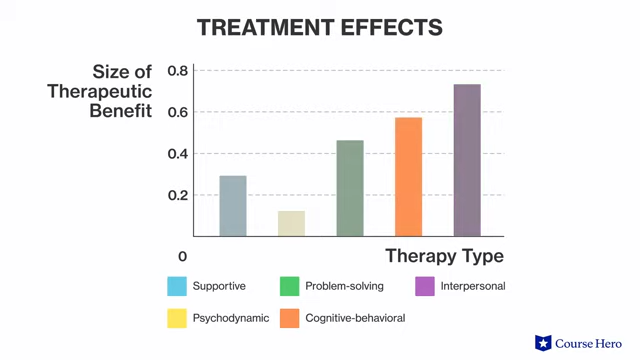 TREATMENT EFFECTS
Size of
Therapeutic
Benefit
0.8
0.6
0.4
0.2
0
Therapy Type
Supportive
Problem-solving
Interpersonal
Psychodynamic
Cognitive-behavioral
Course Hero